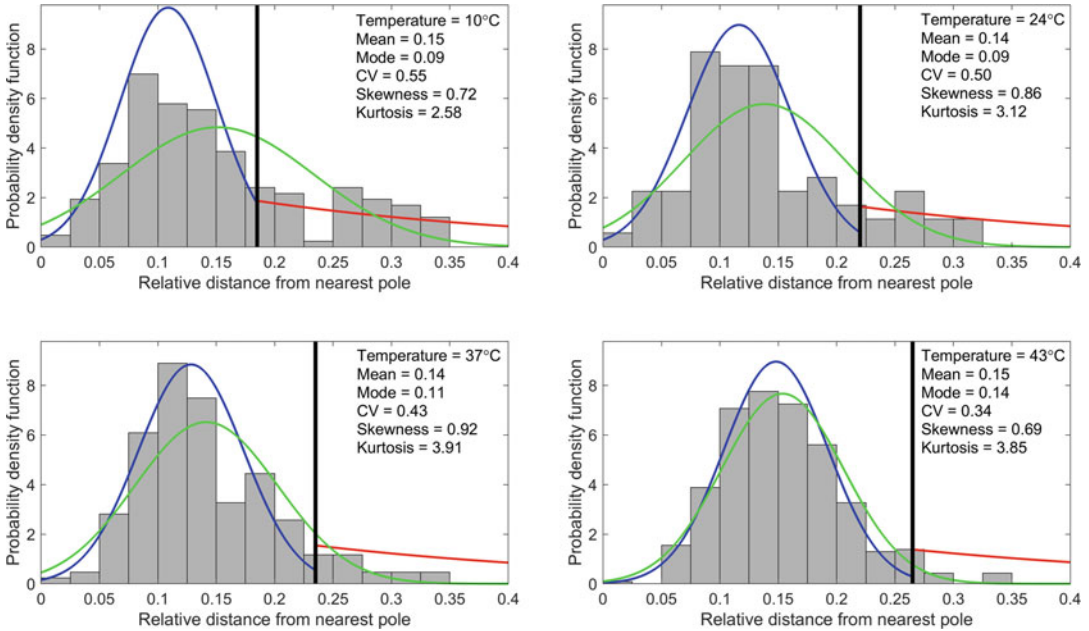 Temperature = 10°C
Mean = 0.15
Mode = 0.09
CV = 0.55
Skewness = 0.72
Kurtosis = 2.58
Probability density function
8
6
4
2
0
0 0.05 0.1 0.15 0.2 0.25 0.3 0.35 0.4
Relative distance from nearest pole
Temperature = 24°C
Mean = 0.14
Mode = 0.09
CV = 0.50
Skewness = 0.86
Kurtosis = 3.12
Probability density function
8
6
4
2
0
0 0.05 0.1 0.15 0.2 0.25 0.3 0.35 0.4
Relative distance from nearest pole
Temperature = 37°C
Mean = 0.14
Mode = 0.11
CV = 0.43
Skewness = 0.92
Kurtosis = 3.91
Probability density function
8
6
4
2
0
0 0.05 0.1 0.15 0.2 0.25 0.3 0.35 0.4
Relative distance from nearest pole
Temperature = 43°C
Mean = 0.15
Mode = 0.14
CV = 0.34
Skewness = 0.69
Kurtosis = 3.85
Probability density function
8
6
4
2
0
0 0.05 0.1 0.15 0.2 0.25 0.3 0.35 0.4
Relative distance from nearest pole